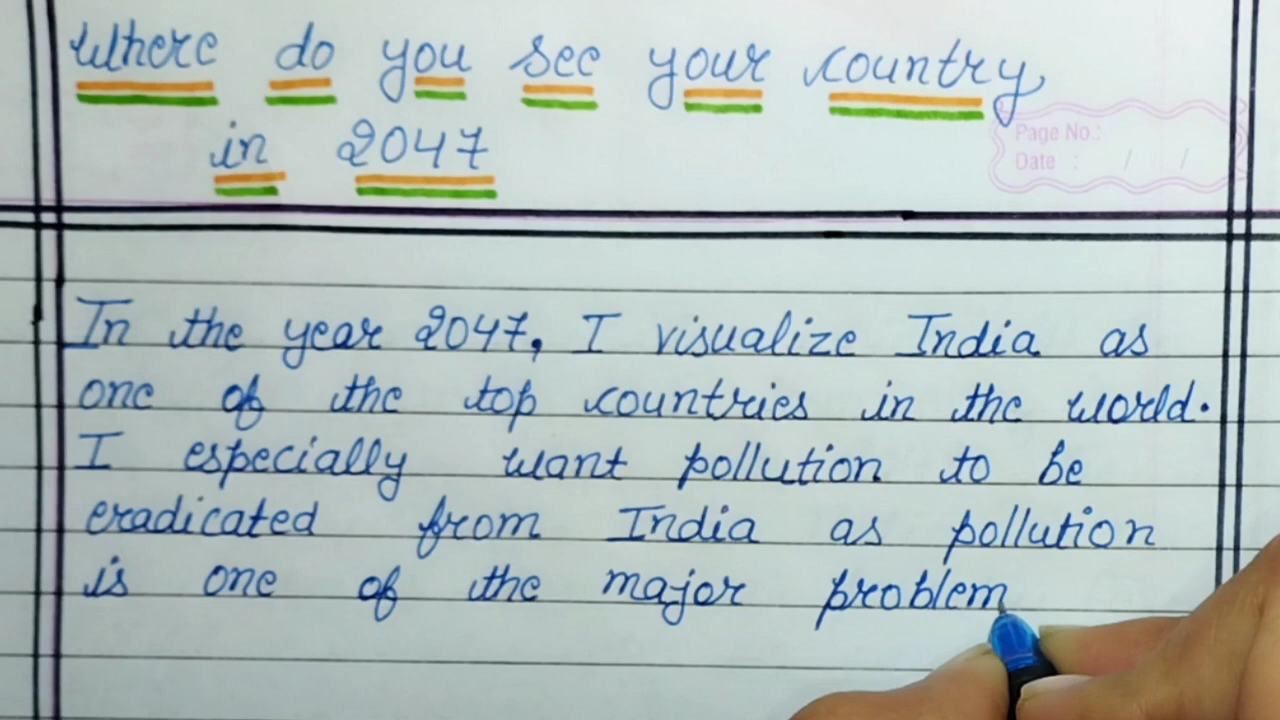 Where do you see your country
in 2047
Page No.:
Date : / /
In the year 2047, I visualize India as
one of the top countries in the world.
I especially want pollution to be
eradicated from India as pollution
is one of the major problem